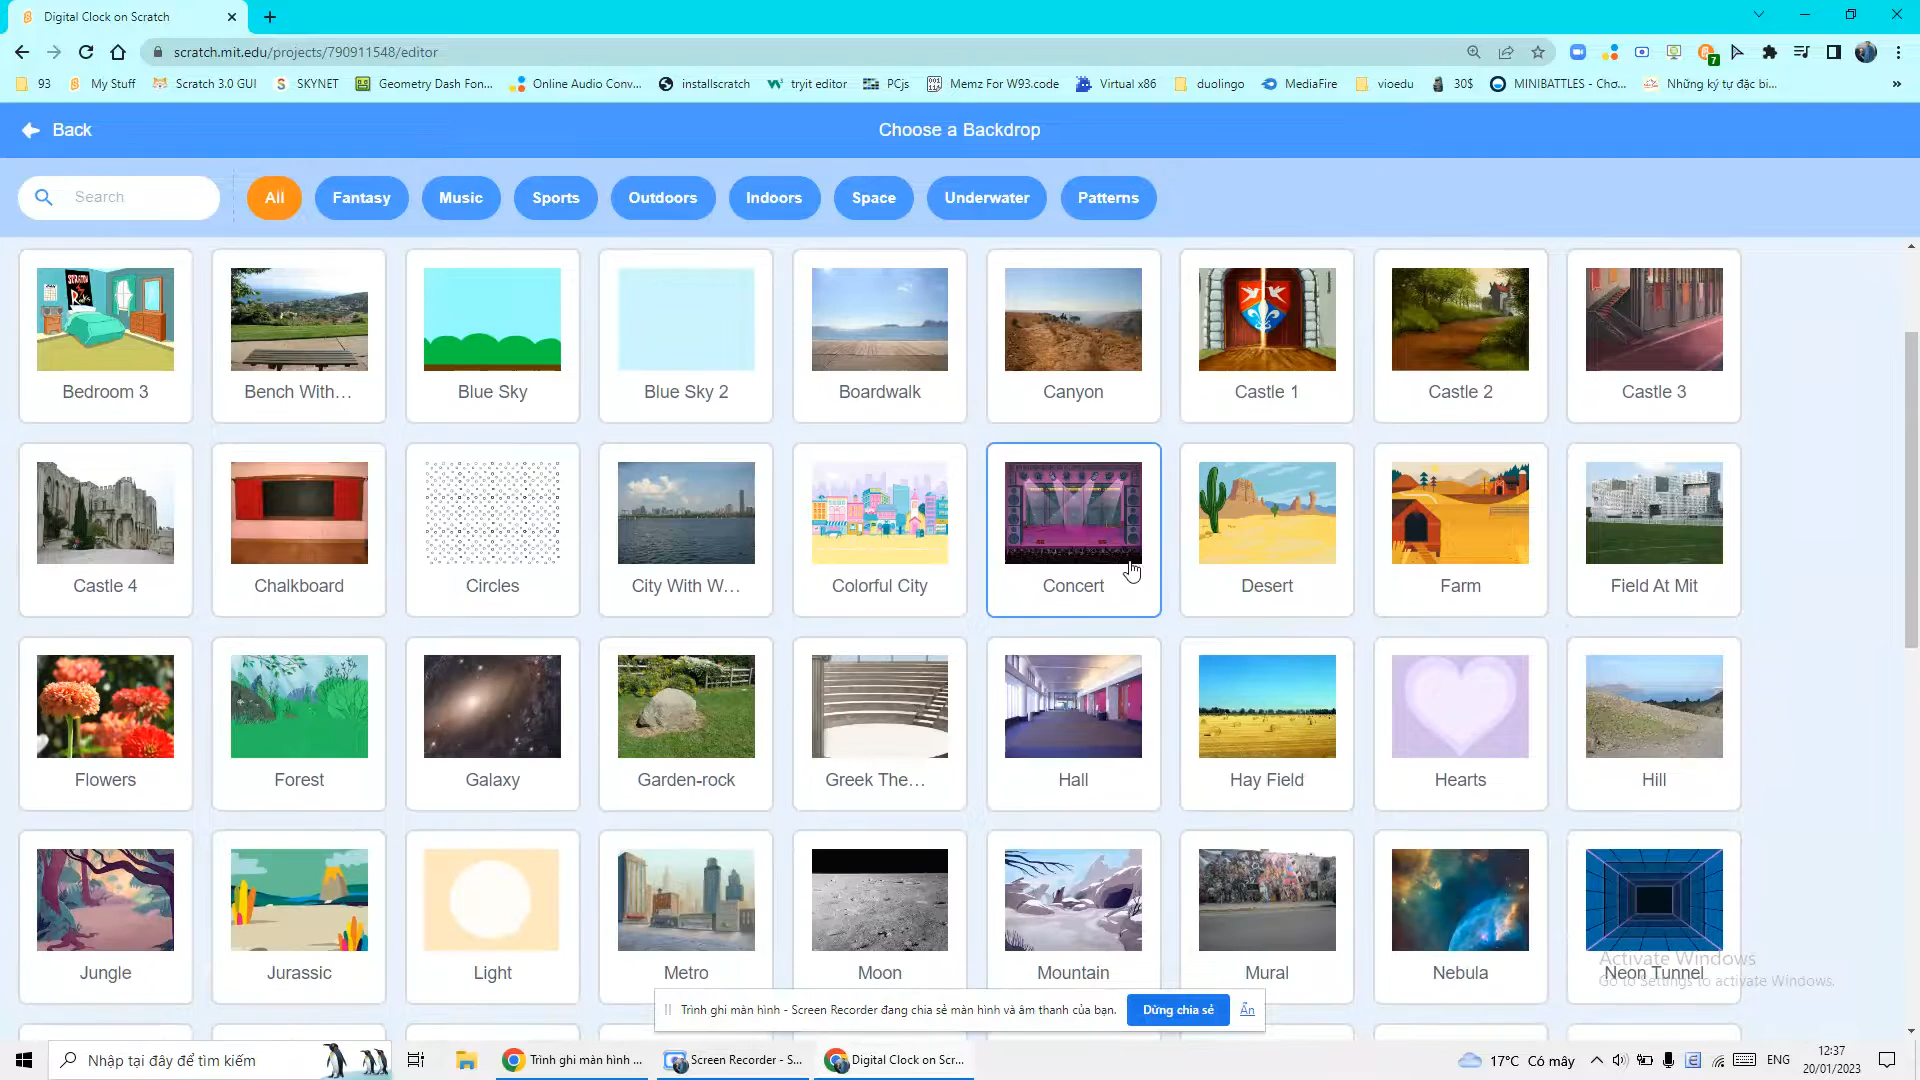 Digital Clock on Scratch
scratch.mit.edu/projects/790911548/editor
7
93
My Stuff
Scratch 3.0 GUI
SKYNET
Geometry Dash Fon...
Online Audio Conv...
installscratch
tryit editor
PCjs
Memz For W93.code
Virtual x86
duolingo
MediaFire
vioedu
30$
MINIBATTLES - Chơ...
Những ký tự đặc bi...
Back
Choose a Backdrop
Search
All
Fantasy
Music
Sports
Outdoors
Indoors
Space
Underwater
Patterns
Bedroom 3
Bench With...
Blue Sky
Blue Sky 2
Boardwalk
Canyon
Castle 1
Castle 2
Castle 3
Castle 4
Chalkboard
Circles
City With W...
Colorful City
Concert
Desert
Farm
Field At Mit
Flowers
Forest
Galaxy
Garden-rock
Greek The...
Hall
Hay Field
Hearts
Hill
Jungle
Jurassic
Light
Metro
Moon
Mountain
Mural
Nebula
Neon Tunnel
Activate Windows
Go to Settings to activate Windows.
Trình ghi màn hình - Screen Recorder đang chia sẻ màn hình và âm thanh của bạn.
Dừng chia sẻ
Ẩn
Nhập tại đây để tìm kiếm
Trình ghi màn hình ...
Screen Recorder - S...
Digital Clock on Scr...
17°C Có mây
ENG
12:37
20/01/2023